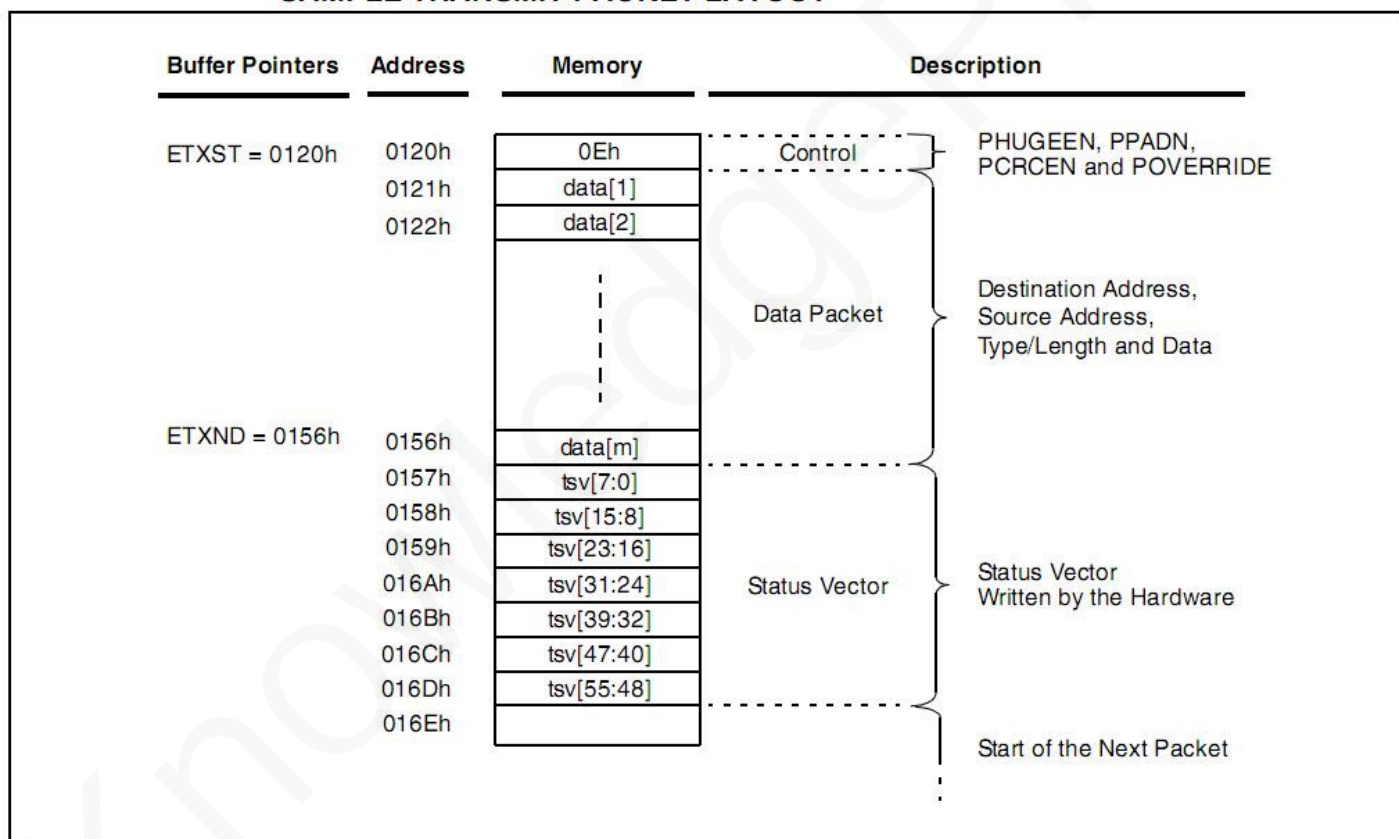 Buffer Pointers Address Memory Description
ETXST = 0120h 0120h 0Eh Control PHUGEEN, PPADN,
PCRCEN and POVERRIDE
0121h data[1]
0122h data[2]
Data Packet Destination Address,
Source Address,
Type/Length and Data
ETXND = 0156h 0156h data[m]
0157h tsv[7:0]
0158h tsv[15:8]
0159h tsv[23:16]
016Ah tsv[31:24] Status Vector Status Vector
Written by the Hardware
016Bh tsv[39:32]
016Ch tsv[47:40]
016Dh tsv[55:48]
016Eh
Start of the Next Packet